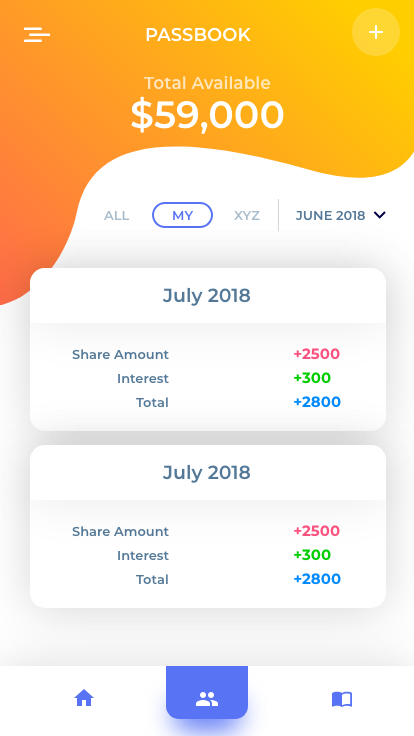 PASSBOOK
Total Available
$59,000
ALL MY XYZ JUNE 2018
July 2018
Share Amount +2500
Interest +300
Total +2800
July 2018
Share Amount +2500
Interest +300
Total +2800